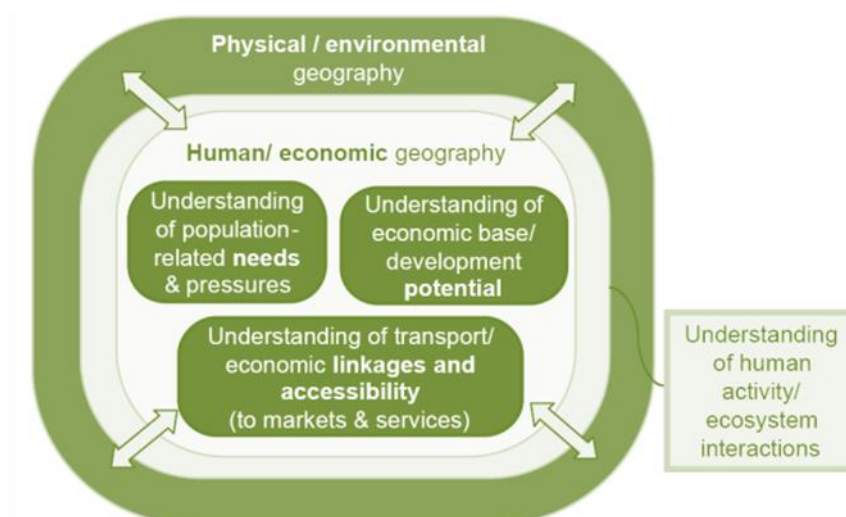 Physical / environmental
geography
Human/ economic geography
Understanding
of population-
related needs
& pressures
Understanding of
economic base/
development
potential
Understanding of transport/
economic linkages and
accessibility
(to markets & services)
Understanding
of human
activity/
ecosystem
interactions